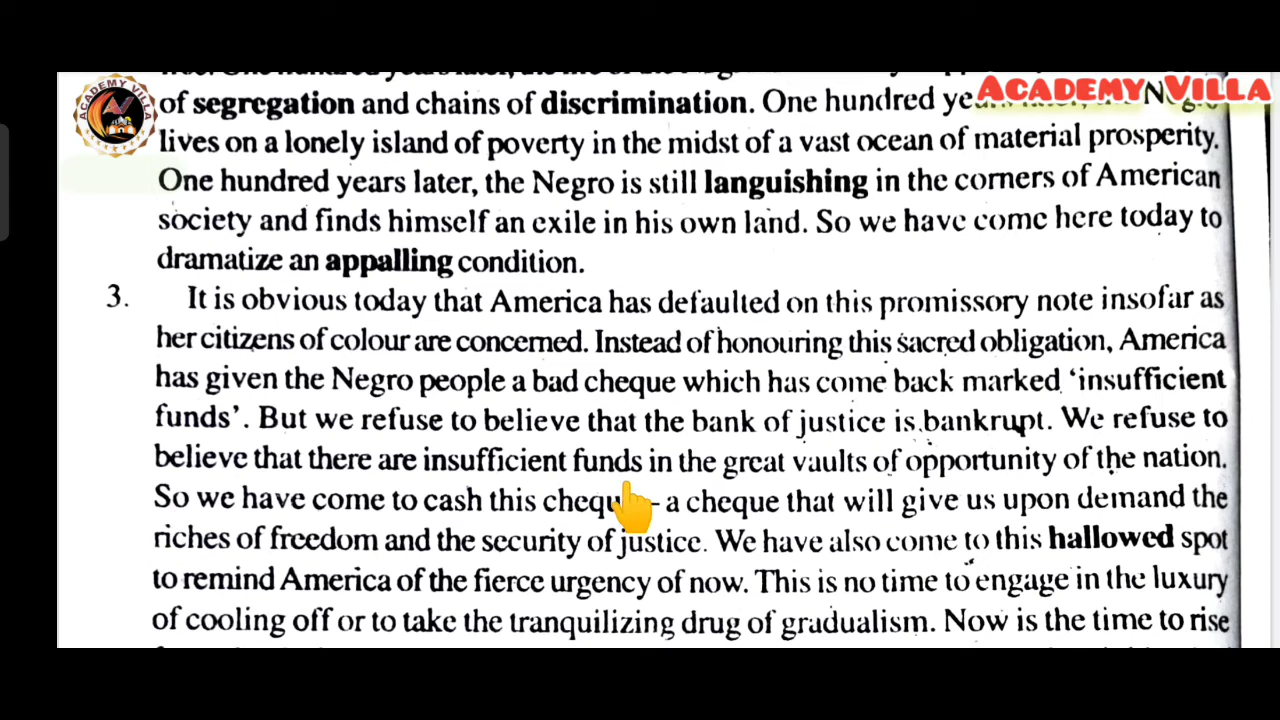 ACADEMY VILLA
ACADEMY VILLA
of segregation and chains of discrimination. One hundred years later, the Negro
lives on a lonely island of poverty in the midst of a vast ocean of material prosperity.
One hundred years later, the Negro is still languishing in the corners of American
society and finds himself an exile in his own land. So we have come here today to
dramatize an appalling condition.
3. It is obvious today that America has defaulted on this promissory note insofar as
her citizens of colour are concerned. Instead of honouring this sacred obligation, America
has given the Negro people a bad cheque which has come back marked 'insufficient
funds'. But we refuse to believe that the bank of justice is bankrupt. We refuse to
believe that there are insufficient funds in the great vaults of opportunity of the nation.
So we have come to cash this cheque - a cheque that will give us upon demand the
riches of freedom and the security of justice. We have also come to this hallowed spot
to remind America of the fierce urgency of now. This is no time to engage in the luxury
of cooling off or to take the tranquilizing drug of gradualism. Now is the time to rise